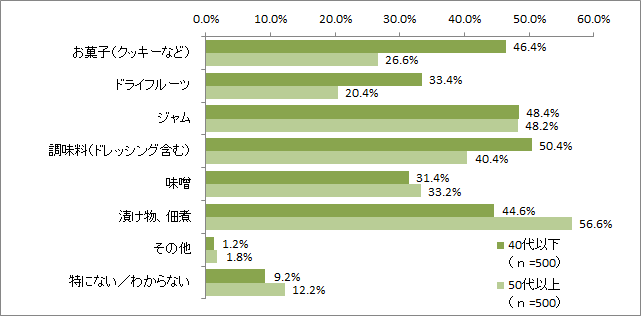 0.0% 10.0% 20.0% 30.0% 40.0% 50.0% 60.0%
お菓子(クッキーなど) 46.4%
26.6%
ドライフルーツ 33.4%
20.4%
ジャム 48.4%
48.2%
調味料(ドレッシング含む) 50.4%
40.4%
味噌 31.4%
33.2%
漬け物、佃煮 44.6%
56.6%
その他 1.2%
1.8%
特にない／わからない 9.2%
12.2%
40代以下
(ｎ=500)
50代以上
(ｎ=500)